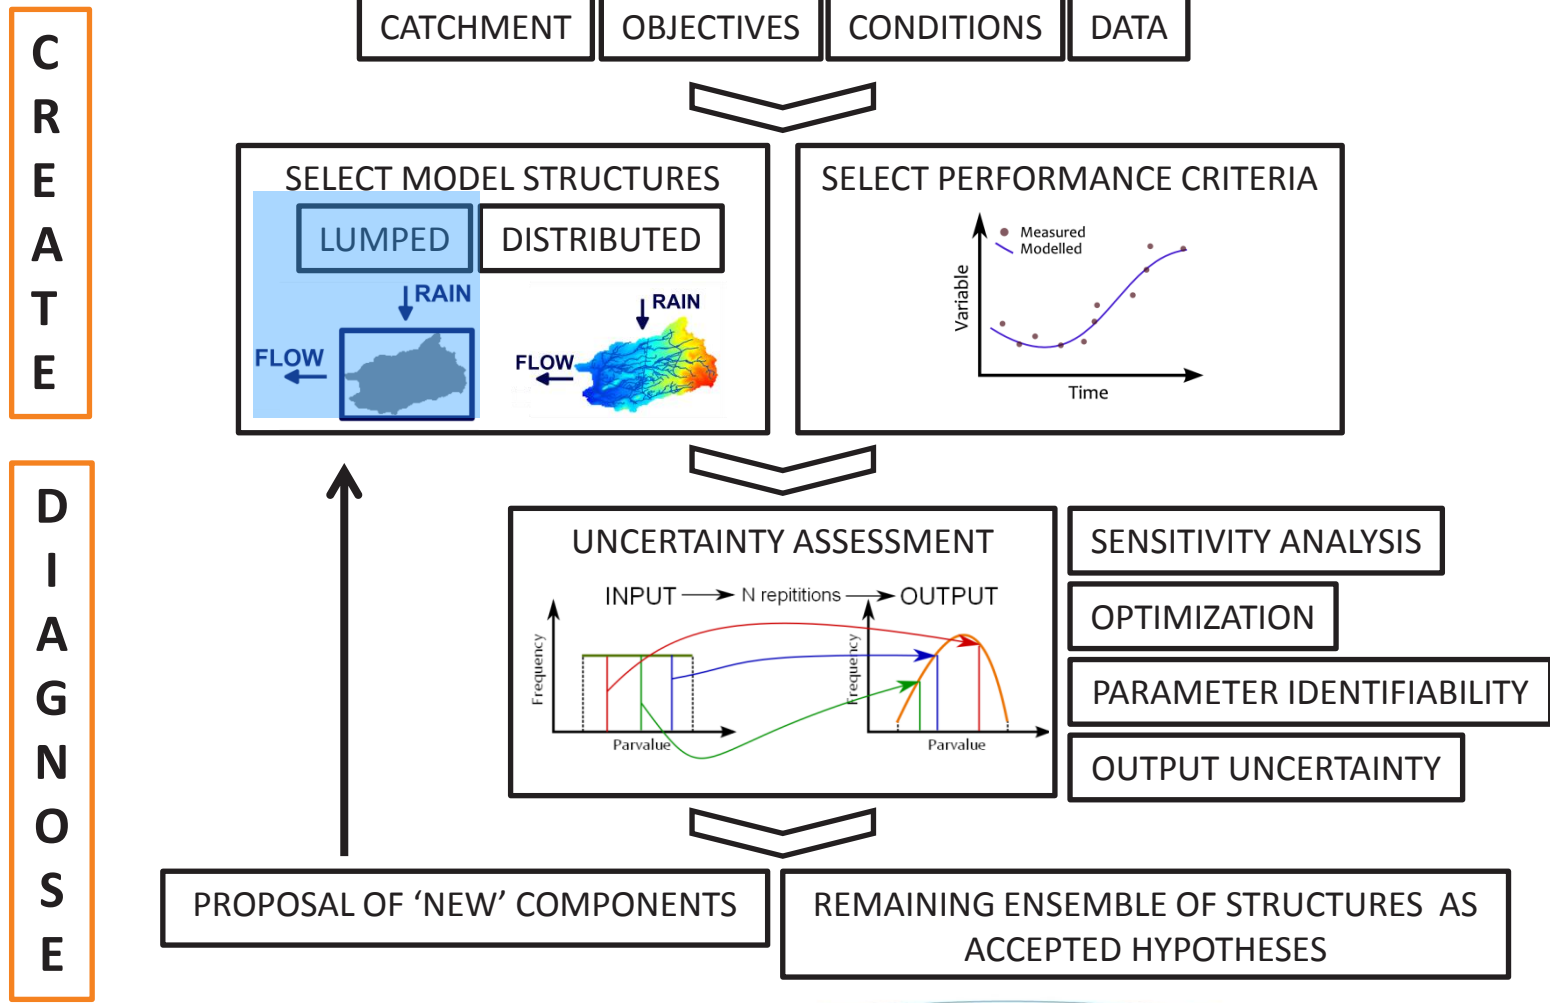 CREATE
CATCHMENT
OBJECTIVES
CONDITIONS
DATA
SELECT MODEL STRUCTURES
LUMPED
DISTRIBUTED
RAIN
FLOW
RAIN
FLOW
SELECT PERFORMANCE CRITERIA
Measured
Modelled
Variable
Time
DIAGNOSE
UNCERTAINTY ASSESSMENT
INPUT
N repititions
OUTPUT
Frequency
Parvalue
Frequency
Parvalue
SENSITIVITY ANALYSIS
OPTIMIZATION
PARAMETER IDENTIFIABILITY
OUTPUT UNCERTAINTY
PROPOSAL OF ‘NEW’ COMPONENTS
REMAINING ENSEMBLE OF STRUCTURES AS
ACCEPTED HYPOTHESES